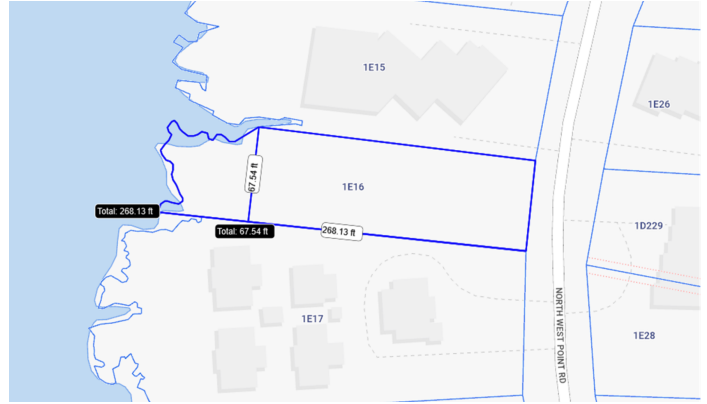 1E15
1E26
67.54 ft
1E16
Total: 268.13 ft
Total: 67.54 ft
268.13 ft
1D229
1E17
NORTH WEST POINT RD
1E28